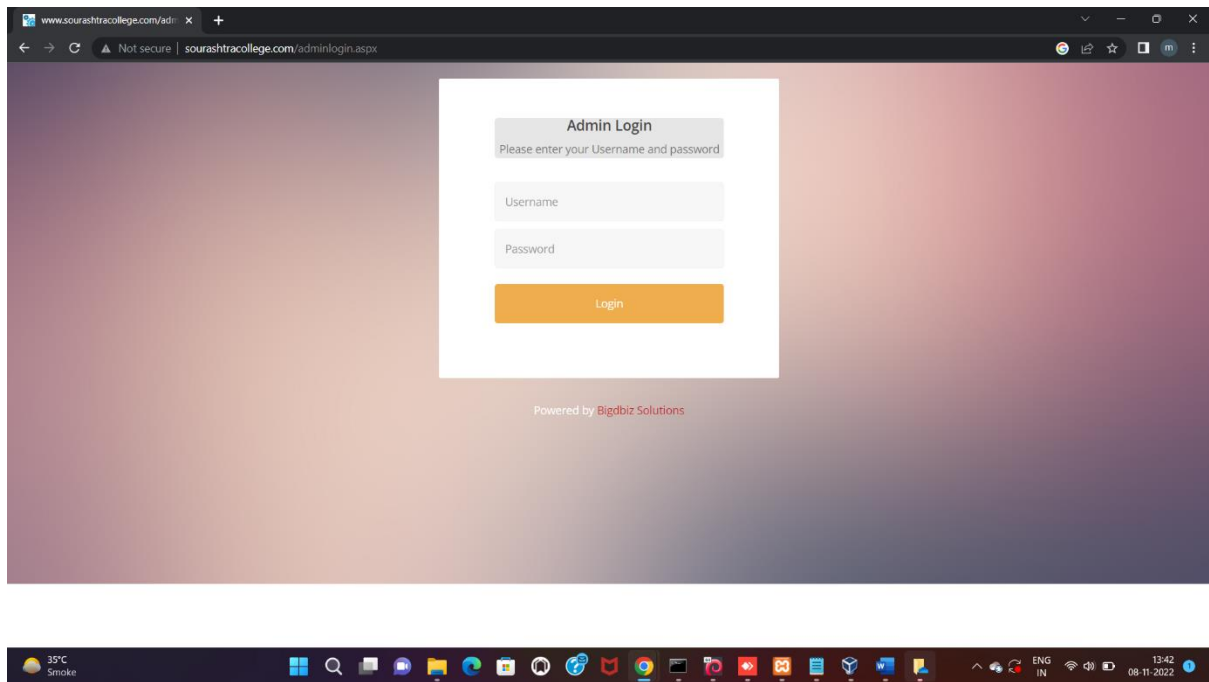 www.sourashtracollege.com/adm
Not secure | sourashtracollege.com/adminlogin.aspx
m
Admin Login
Please enter your Username and password
Username
Password
Login
Powered by Bigdbiz Solutions
35°C
Smoke
ENG
IN
13:42
08-11-2022
1